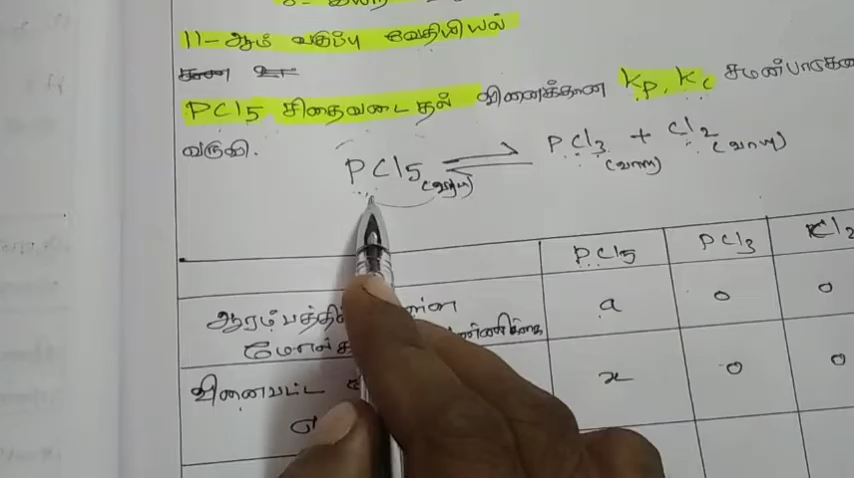 11-ஆம் வகுப்பு வேதியியல்
PCl5 சிதைவடைதல் வினைக்கான Kp, Kc
வருவி.
PCl5 (வாயு) ⇌ PCl3 (வாயு) + Cl2 (வாயு)
PCl5 PCl3 Cl2
a 0 0
வினைபட்ட
x 0 0